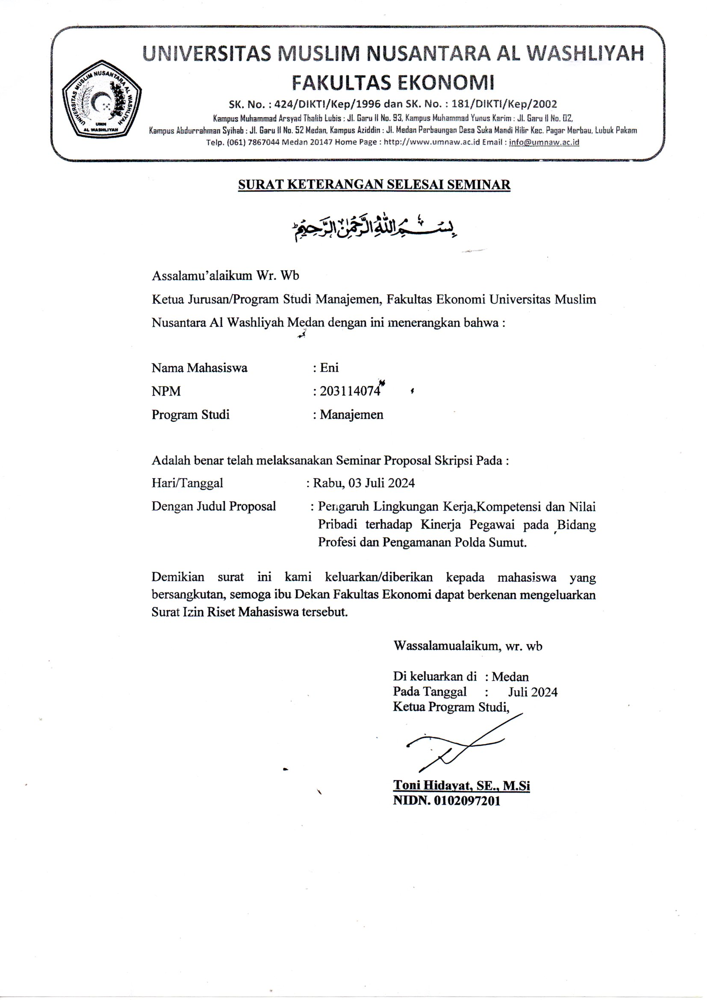 UNIVERSITAS MUSLIM NUSANTARA AL WASHLIYAH
FAKULTAS EKONOMI
SK. No. : 424/DIKTI/Kep/1996 dan SK. No. : 181/DIKTI/Kep/2002
Kampus Muhammad Arsyad Thalib Lubis : Jl. Garu II No. 93, Kampus Muhammad Yunus Karim : Jl. Garu II No. 02,
Kampus Abdurrahman Syihab : Jl. Garu II No. 52 Medan, Kampus Aziddin : Jl. Medan Perbaungan Desa Suka Mandi Hilir Kec. Pagar Merbau, Lubuk Pakam
Telp. (061) 7867044 Medan 20147 Home Page : http://www.umnaw.ac.id Email : info@umnaw.ac.id
UNIVERSITAS MUSLIM NUSANTARA AL WASHLIYAH
UMN
AL WASHLIYAH
SURAT KETERANGAN SELESAI SEMINAR
بِسْمِ اللّٰهِ الرَّحْمٰنِ الرَّحِيْمِ
Assalamu’alaikum Wr. Wb
Ketua Jurusan/Program Studi Manajemen, Fakultas Ekonomi Universitas Muslim
Nusantara Al Washliyah Medan dengan ini menerangkan bahwa :
Nama Mahasiswa : Eni
NPM : 203114074
Program Studi : Manajemen
Adalah benar telah melaksanakan Seminar Proposal Skripsi Pada :
Hari/Tanggal : Rabu, 03 Juli 2024
Dengan Judul Proposal : Pengaruh Lingkungan Kerja,Kompetensi dan Nilai
Pribadi terhadap Kinerja Pegawai pada Bidang
Profesi dan Pengamanan Polda Sumut.
Demikian surat ini kami keluarkan/diberikan kepada mahasiswa yang
bersangkutan, semoga ibu Dekan Fakultas Ekonomi dapat berkenan mengeluarkan
Surat Izin Riset Mahasiswa tersebut.
Wassalamualaikum, wr. wb
Di keluarkan di : Medan
Pada Tanggal : Juli 2024
Ketua Program Studi,
Toni Hidayat, SE., M.Si
NIDN. 0102097201